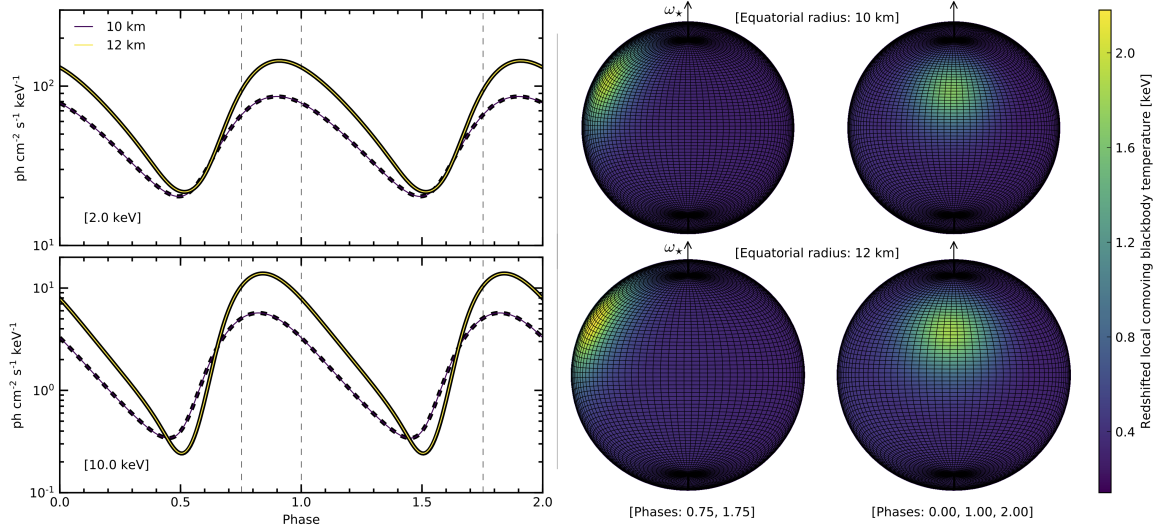 10 km
12 km
ph cm⁻² s⁻¹ keV⁻¹
10²
10¹
[2.0 keV]
ph cm⁻² s⁻¹ keV⁻¹
10¹
10⁰
10⁻¹
[10.0 keV]
0.0 0.5 1.0 1.5 2.0
Phase
ω⋆
[Equatorial radius: 10 km]
ω⋆
[Equatorial radius: 12 km]
[Phases: 0.75, 1.75]
[Phases: 0.00, 1.00, 2.00]
2.0
1.6
1.2
0.8
0.4
Redshifted local comoving blackbody temperature [keV]